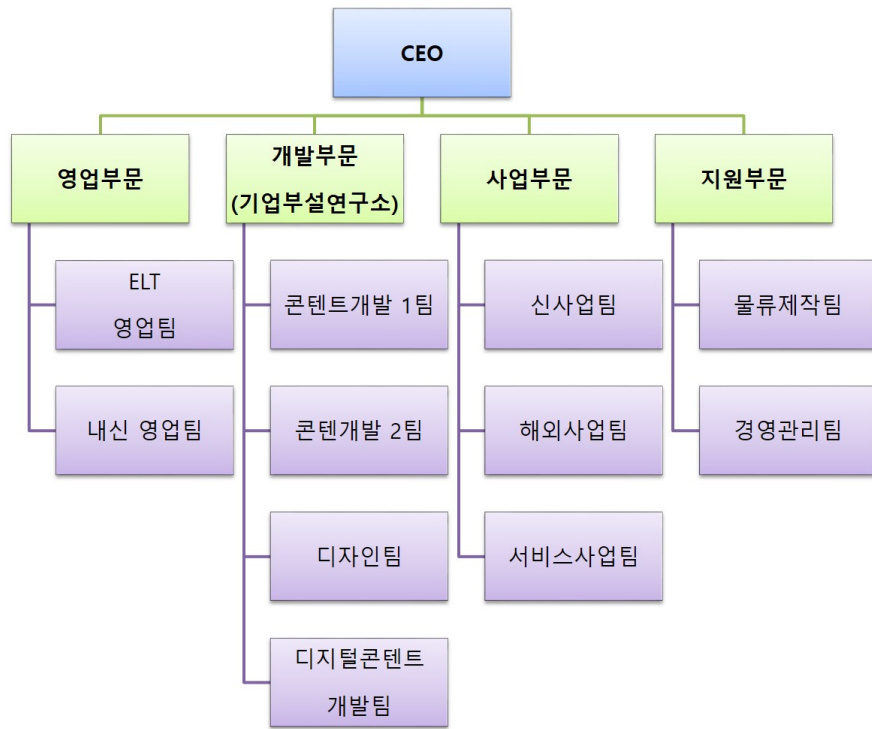 CEO
영업부문
개발부문
(기업부설연구소)
사업부문
지원부문
ELT
영업팀
콘텐트개발 1팀
신사업팀
물류제작팀
내신 영업팀
콘텐개발 2팀
해외사업팀
경영관리팀
디자인팀
서비스사업팀
디지털콘텐트
개발팀